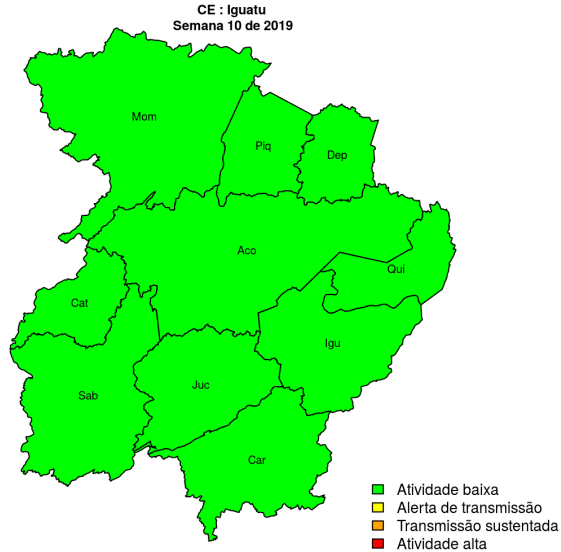 CE : Iguatu
Semana 10 de 2019
Mom
Piq
Dep
Aco
Qui
Cat
Igu
Juc
Sab
Car
Atividade baixa
Alerta de transmissão
Transmissão sustentada
Atividade alta